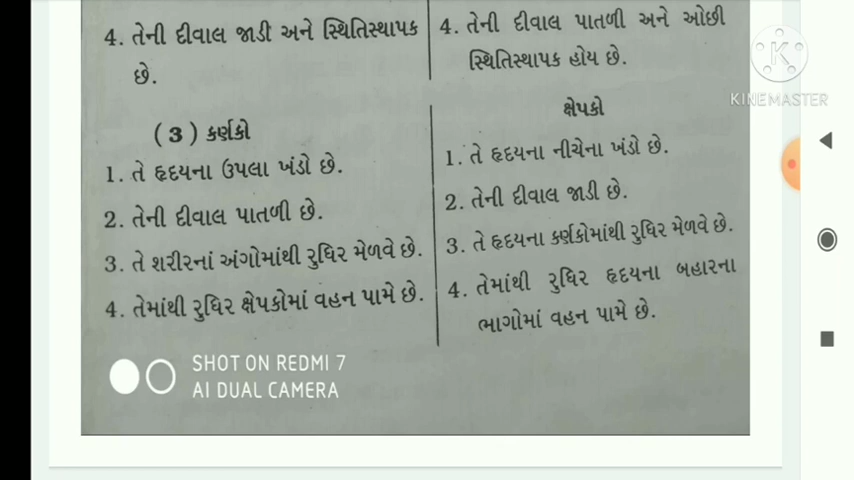 4. તેની દીવાલ જાડી અને સ્થિતિસ્થાપક
છે.
4. તેની દીવાલ પાતળી અને ઓછી
સ્થિતિસ્થાપક હોય છે.
(3) કર્ણકો
1. તે હૃદયના ઉપલા ખંડો છે.
2. તેની દીવાલ પાતળી છે.
3. તે શરીરનાં અંગોમાંથી રુધિર મેળવે છે.
4. તેમાંથી રુધિર ક્ષેપકોમાં વહન પામે છે.
ક્ષેપકો
1. તે હૃદયના નીચેના ખંડો છે.
2. તેની દીવાલ જાડી છે.
3. તે હૃદયના કર્ણકોમાંથી રુધિર મેળવે છે.
4. તેમાંથી રુધિર હૃદયના બહારના
ભાગોમાં વહન પામે છે.
KINEMASTER
SHOT ON REDMI 7
AI DUAL CAMERA